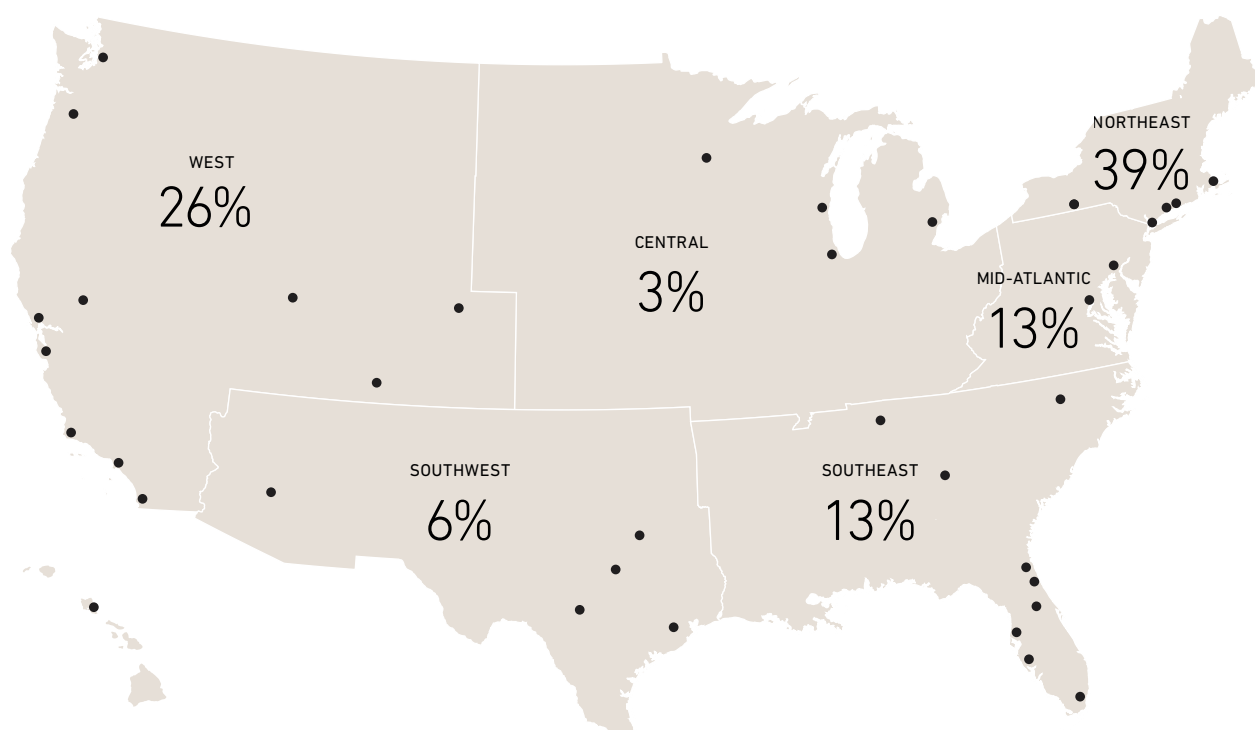 NORTHEAST
39%
WEST
26%
CENTRAL
3%
MID-ATLANTIC
13%
SOUTHWEST
6%
SOUTHEAST
13%